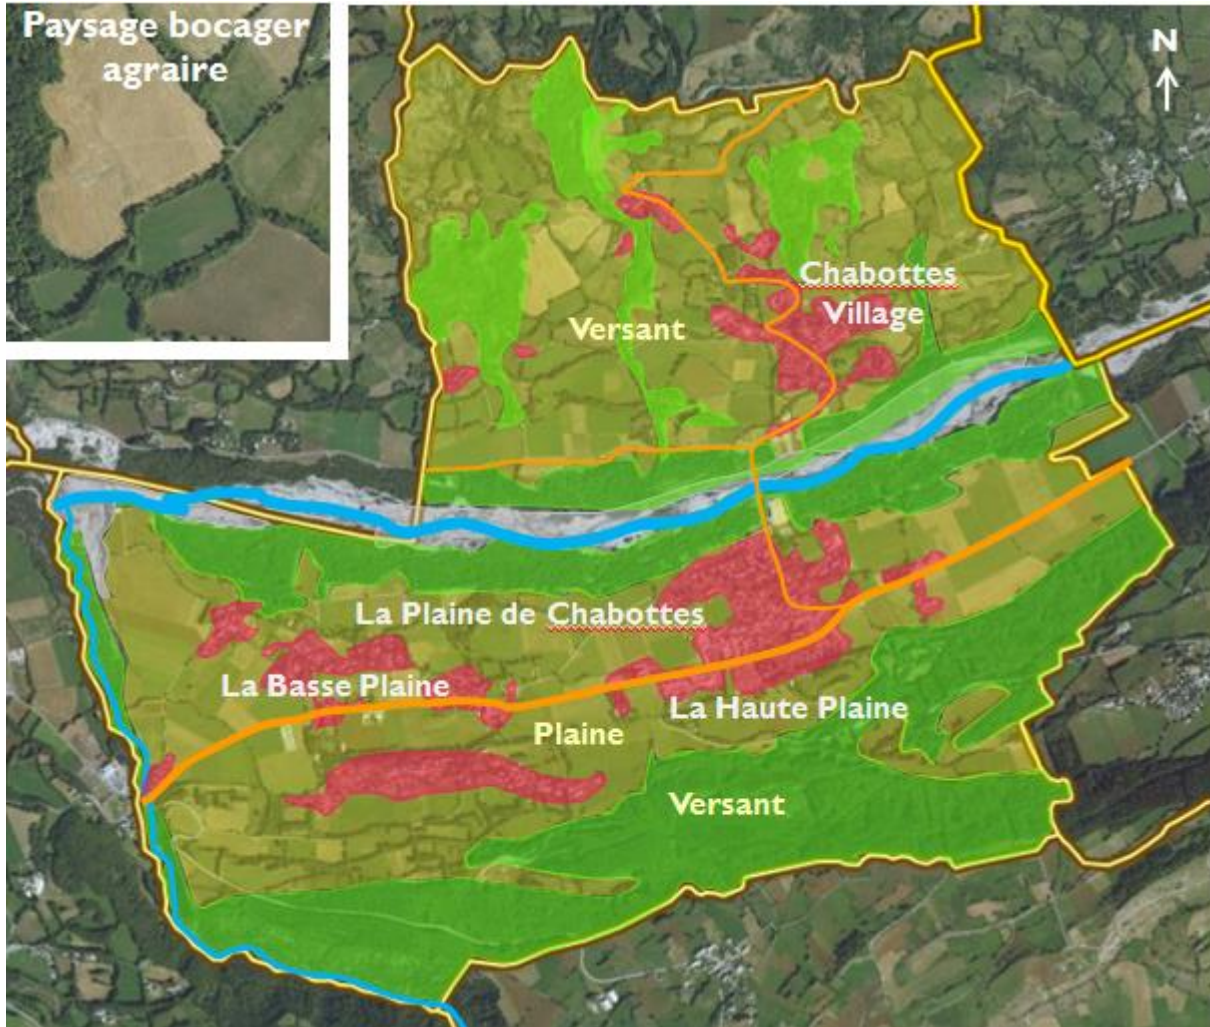 Paysage bocager
agraire
N
Chabottes
Village
Versant
La Plaine de Chabottes
La Basse Plaine
La Haute Plaine
Plaine
Versant